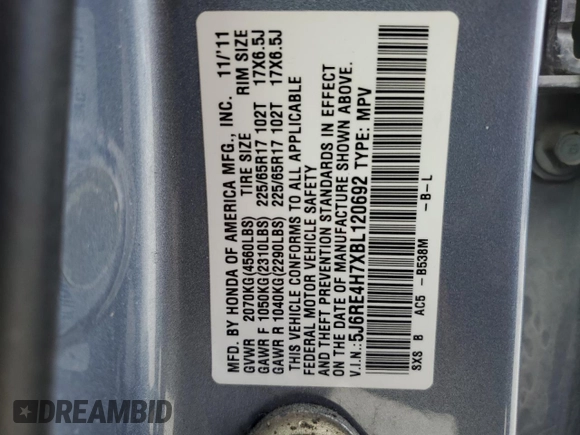 MFD. BY HONDA OF AMERICA MFG., INC. 11/'11
TIRE SIZE RIM SIZE
GVWR 2070KG(4560LBS)
GAWR F 1050KG(2310LBS) 225/65R17 102T 17X6.5J
GAWR R 1040KG(2290LBS) 225/65R17 102T 17X6.5J
THIS VEHICLE CONFORMS TO ALL APPLICABLE
FEDERAL MOTOR VEHICLE SAFETY
AND THEFT PREVENTION STANDARDS IN EFFECT
ON THE DATE OF MANUFACTURE SHOWN ABOVE.
V.I.N.:5J6RE4H7XBL120692 TYPE: MPV
SXS B AC5 - B538M - B-L
DREAMBID